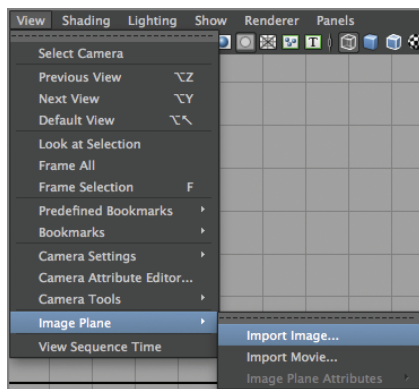 View Shading Lighting Show Renderer Panels
Select Camera
Previous View ⌥Z
Next View ⌥Y
Default View ⌥↖
Look at Selection
Frame All
Frame Selection F
Predefined Bookmarks
Bookmarks
Camera Settings
Camera Attribute Editor...
Camera Tools
Image Plane
View Sequence Time
Import Image...
Import Movie...
Image Plane Attributes